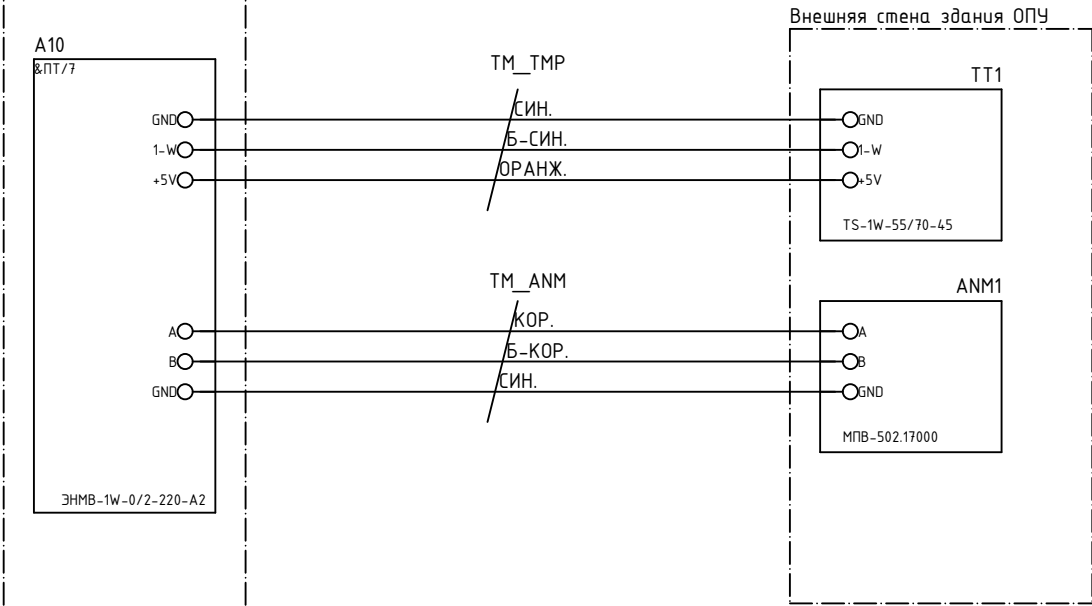 Внешняя стена здания ОПУ
A10
&ПТ/7
GND
1-W
+5V
A
B
GND
ЭНМВ-1W-0/2-220-А2
TM_TMP
СИН.
Б-СИН.
ОРАНЖ.
TM_ANM
КОР.
Б-КОР.
СИН.
TT1
GND
1-W
+5V
TS-1W-55/70-45
ANM1
A
B
GND
МПВ-502.17000